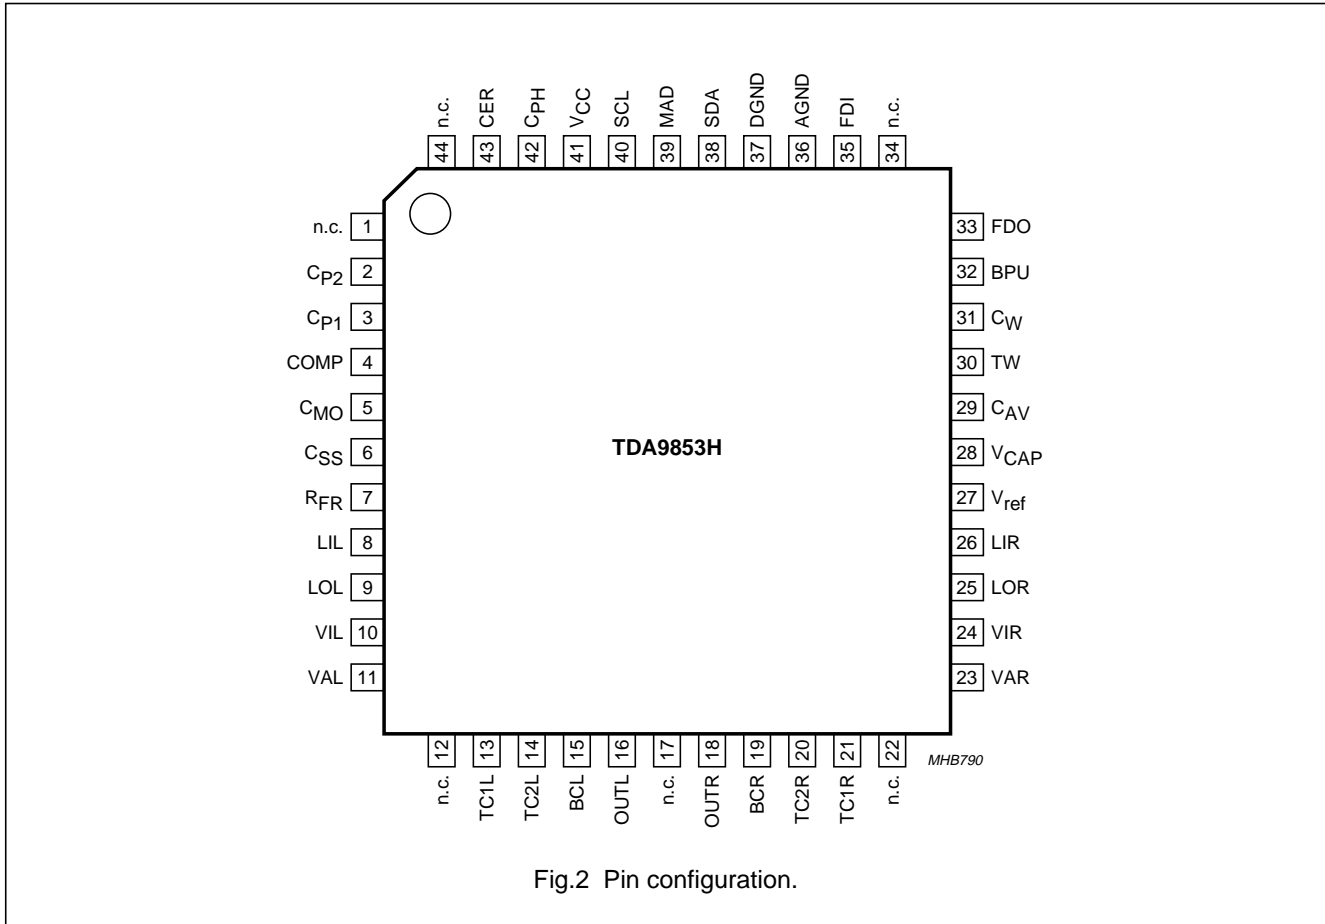 n.c. CER CPH VCC SCL MAD SDA DGND AGND FDI n.c.
44 43 42 41 40 39 38 37 36 35 34
n.c. 1
CP2 2
CP1 3
COMP 4
CMO 5
CSS 6
RFR 7
LIL 8
LOL 9
VIL 10
VAL 11
TDA9853H
33 FDO
32 BPU
31 CW
30 TW
29 CAV
28 VCAP
27 Vref
26 LIR
25 LOR
24 VIR
23 VAR
12 13 14 15 16 17 18 19 20 21 22
n.c. TC1L TC2L BCL OUTL n.c. OUTR BCR TC2R TC1R n.c.
MHB790
Fig.2 Pin configuration.